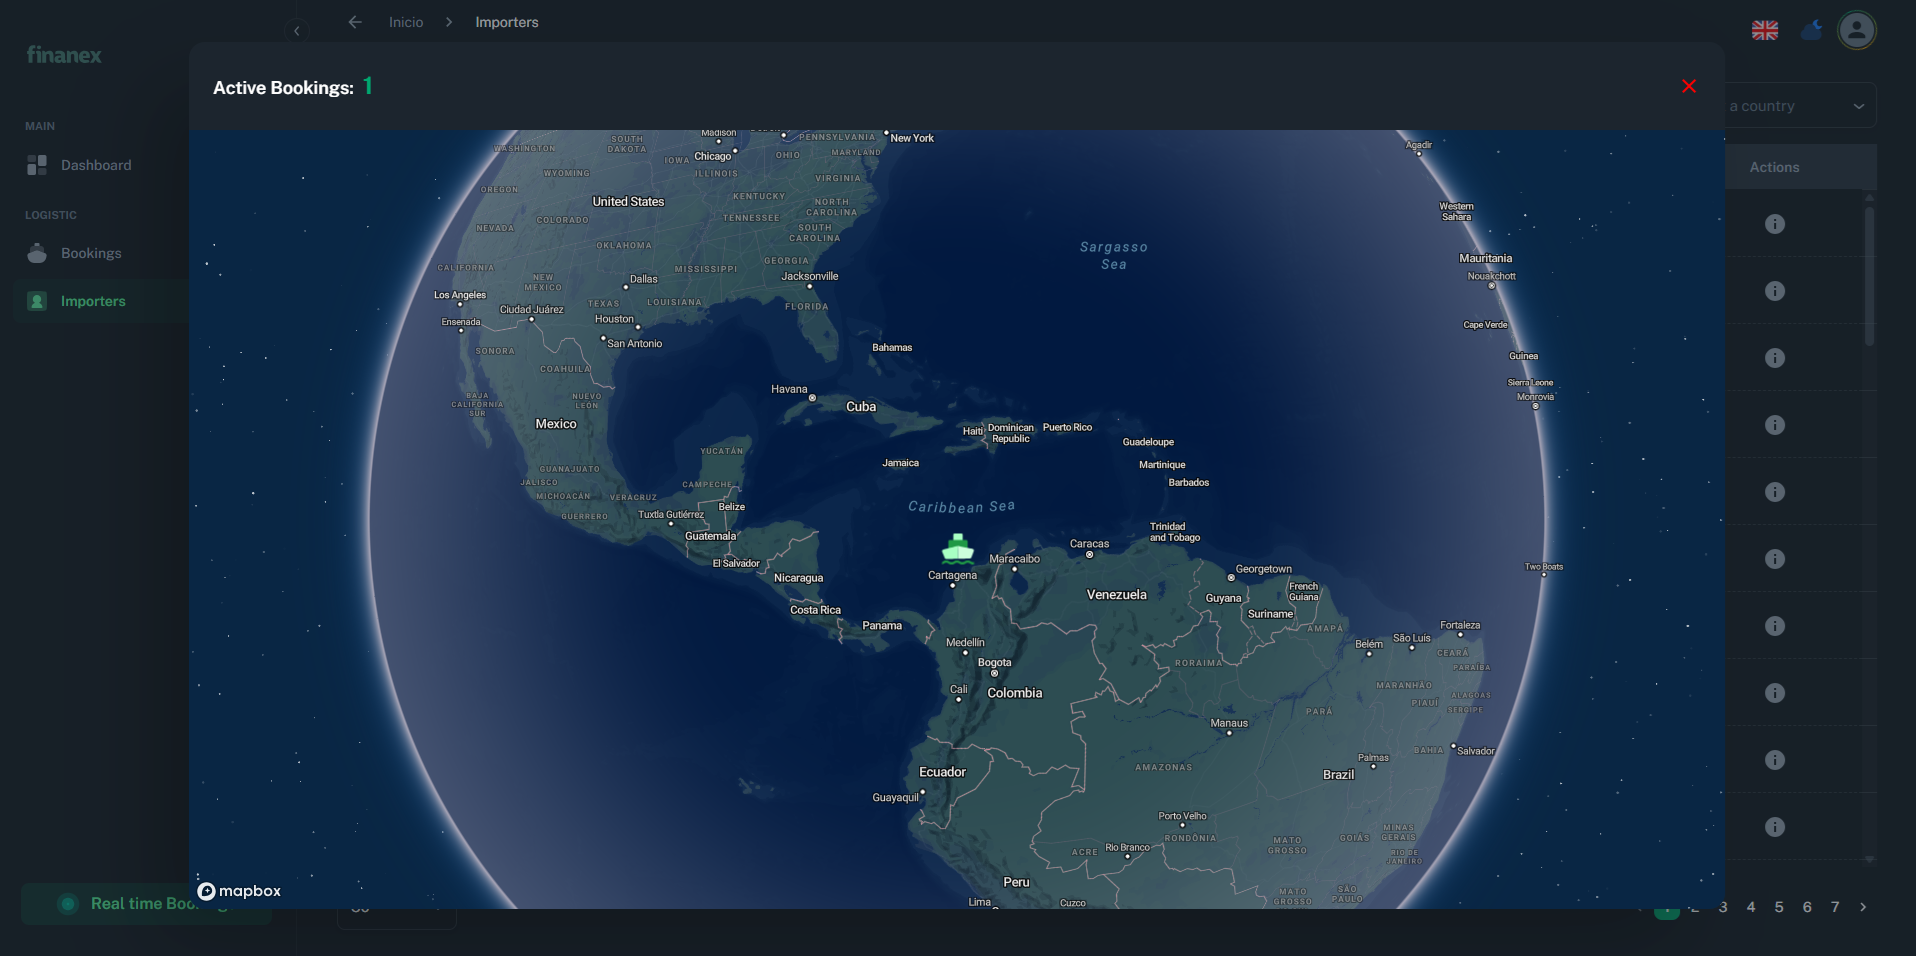 Inicio
Importers
finanex
Active Bookings: 1
a country
MAIN
Dashboard
Actions
LOGISTIC
Bookings
Importers
Madison
PENNSYLVANIA
New York
SOUTH
DAKOTA
WASHINGTON
Chicago
IOWA
OHIO
MARYLAND
Agadir
WYOMING
ILLINOIS
VIRGINIA
OREGON
United States
KENTUCKY
NORTH
CAROLINA
Western
Sahara
COLORADO
TENNESSEE
NEVADA
SOUTH
CAROLINA
OKLAHOMA
Sargasso
Sea
CALIFORNIA
GEORGIA
MISSISSIPPI
Mauritania
NEW
MEXICO
Dallas
Jacksonville
Nouakchott
Los Angeles
TEXAS
LOUISIANA
FLORIDA
Ciudad Juárez
Houston
Ensenada
Cape Verde
San Antonio
SONORA
Bahamas
Guinea
COAHUILA
Sierra Leone
BAJA
CALIFORNIA
SUR
NUEVO
LEÓN
Havana
Monrovia
Cuba
Mexico
Haiti
Dominican
Republic
Puerto Rico
Guadeloupe
YUCATÁN
Jamaica
Martinique
GUANAJUATO
JALISCO
CAMPECHE
Barbados
MICHOACÁN
VERACRUZ
Belize
Caribbean Sea
GUERRERO
Tuxtla Gutiérrez
Trinidad
and Tobago
Guatemala
Caracas
El Salvador
Maracaibo
Two Boats
Nicaragua
Cartagena
Georgetown
Venezuela
Guyana
French
Guiana
Costa Rica
Suriname
Panama
AMAPÁ
Fortaleza
Medellín
Belém
São Luís
Bogota
RORAIMA
CEARÁ
PARAÍBA
Cali
Colombia
MARANHÃO
ALAGOAS
PIAUÍ
SERGIPE
PARÁ
Manaus
BAHIA
Salvador
Ecuador
AMAZONAS
Palmas
Brazil
Guayaquil
Porto Velho
RONDÔNIA
MATO
GROSSO
GOIÁS
MINAS
GERAIS
ACRE
Rio Branco
RIO DE
JANEIRO
Peru
MATO
GROSSO
SÃO
PAULO
Lima
Cuzco
mapbox
Real time Boo
3 4 5 6 7